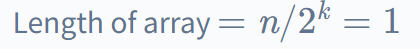 Length of array = n/2^k = 1